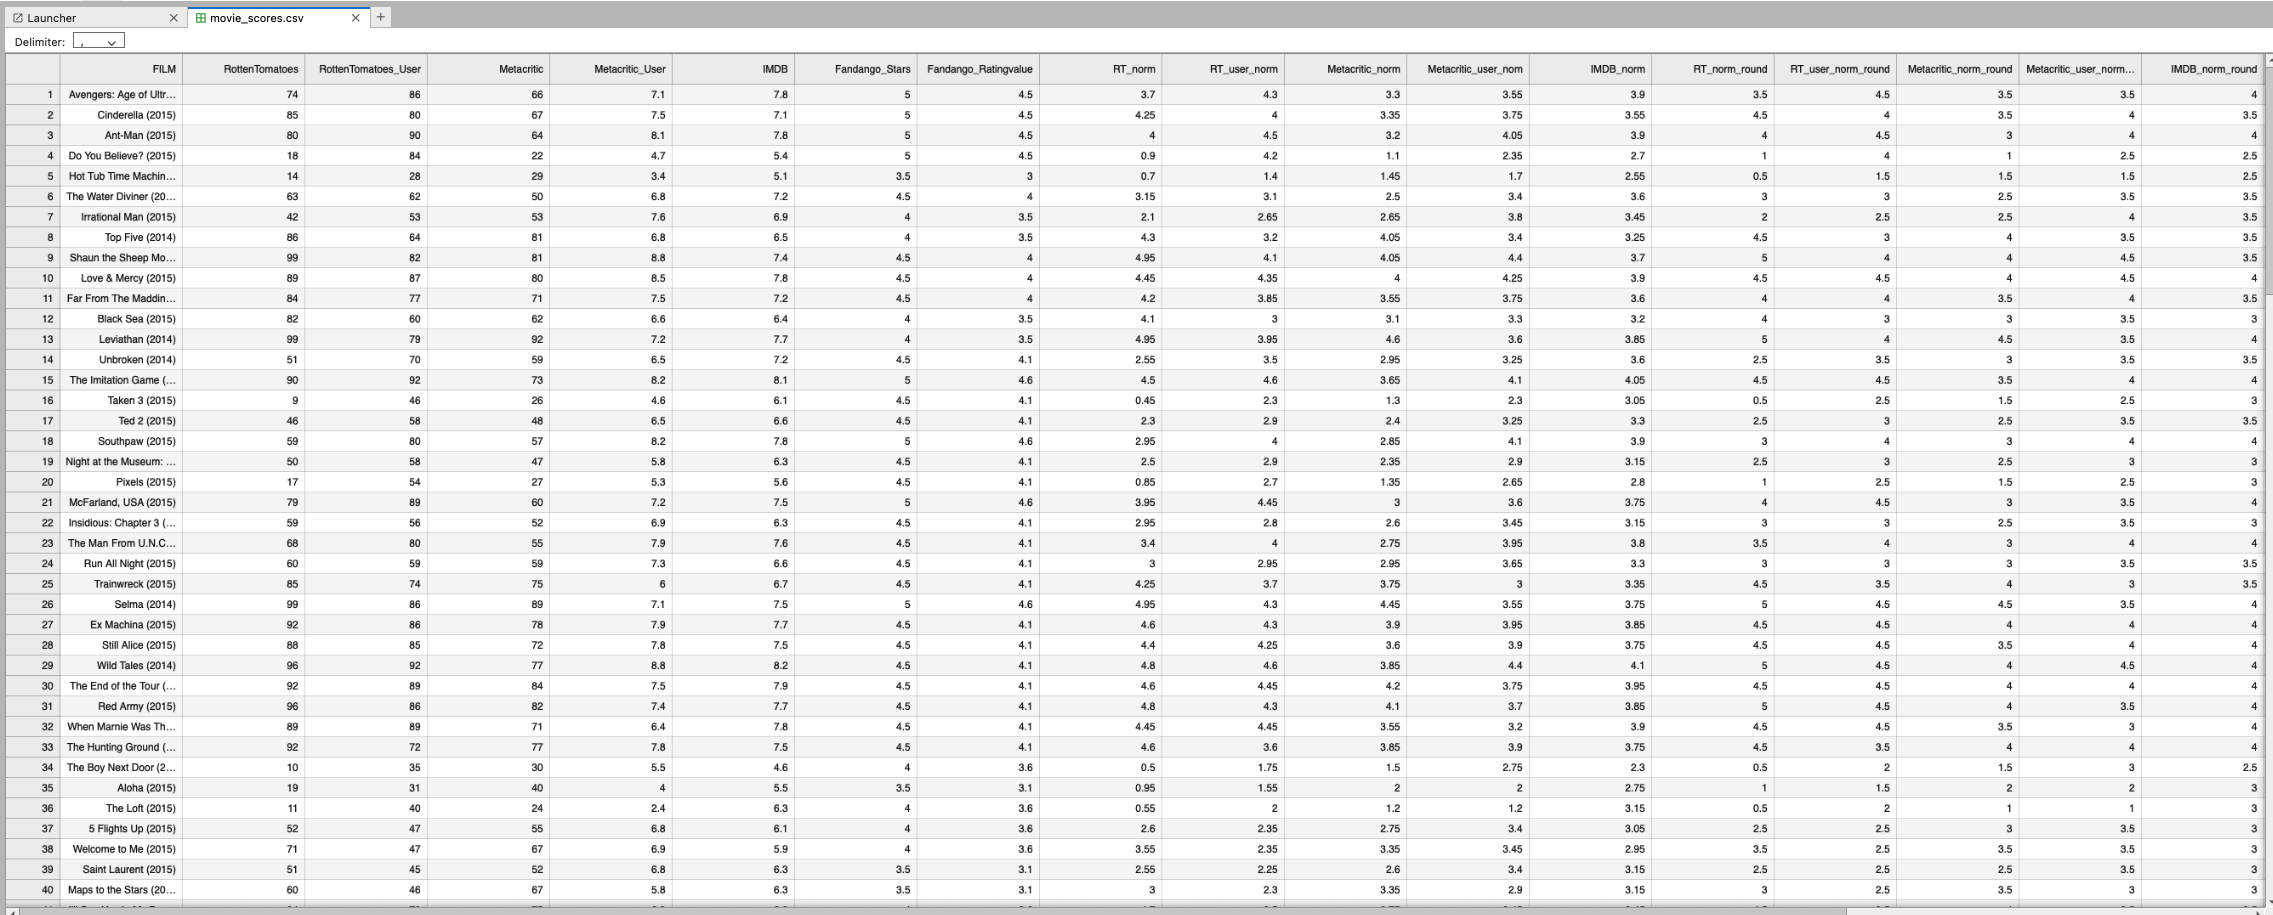 Launcher movie_scores.csv
Delimiter: ,
FILM RottenTomatoes RottenTomatoes_User Metacritic Metacritic_User IMDB Fandango_Stars Fandango_Ratingvalue RT_norm RT_user_norm Metacritic_norm Metacritic_user_nom IMDB_norm RT_norm_round RT_user_norm_round Metacritic_norm_round Metacritic_user_norm... IMDB_norm_round
1 Avengers: Age of Ultr... 74 86 66 7.1 7.8 5 4.5 3.7 4.3 3.3 3.55 3.9 3.5 4.5 3.5 3.5 4
2 Cinderella (2015) 85 80 67 7.5 7.1 5 4.5 4.25 4 3.35 3.75 3.55 4.5 4 3.5 4 3.5
3 Ant-Man (2015) 80 90 64 8.1 7.8 5 4.5 4 4.5 3.2 4.05 3.9 4 4.5 3 4 4
4 Do You Believe? (2015) 18 84 22 4.7 5.4 5 4.5 0.9 4.2 1.1 2.35 2.7 1 4 1 2.5 2.5
5 Hot Tub Time Machin... 14 28 29 3.4 5.1 3.5 3 0.7 1.4 1.45 1.7 2.55 0.5 1.5 1.5 1.5 2.5
6 The Water Diviner (20... 63 62 50 6.8 7.2 4.5 4 3.15 3.1 2.5 3.4 3.6 3 3 2.5 3.5 3.5
7 Irrational Man (2015) 42 53 53 7.6 6.9 4 3.5 2.1 2.65 2.65 3.8 3.45 2 2.5 2.5 4 3.5
8 Top Five (2014) 86 64 81 6.8 6.5 4 3.5 4.3 3.2 4.05 3.4 3.25 4.5 3 4 3.5 3.5
9 Shaun the Sheep Mo... 99 82 81 8.8 7.4 4.5 4 4.95 4.1 4.05 4.4 3.7 5 4 4 4.5 3.5
10 Love & Mercy (2015) 89 87 80 8.5 7.8 4.5 4 4.45 4.35 4 4.25 3.9 4.5 4.5 4 4.5 4
11 Far From The Maddin... 84 77 71 7.5 7.2 4.5 4 4.2 3.85 3.55 3.75 3.6 4 4 3.5 4 3.5
12 Black Sea (2015) 82 60 62 6.6 6.4 4 3.5 4.1 3 3.1 3.3 3.2 4 3 3 3.5 3
13 Leviathan (2014) 99 79 92 7.2 7.7 4 3.5 4.95 3.95 4.6 3.6 3.85 5 4 4.5 3.5 4
14 Unbroken (2014) 51 70 59 6.5 7.2 4.5 4.1 2.55 3.5 2.95 3.25 3.6 2.5 3.5 3 3.5 3.5
15 The Imitation Game (... 90 92 73 8.2 8.1 5 4.6 4.5 4.6 3.65 4.1 4.05 4.5 4.5 3.5 4 4
16 Taken 3 (2015) 9 46 26 4.6 6.1 4.5 4.1 0.45 2.3 1.3 2.3 3.05 0.5 2.5 1.5 2.5 3
17 Ted 2 (2015) 46 58 48 6.5 6.6 4.5 4.1 2.3 2.9 2.4 3.25 3.3 2.5 3 2.5 3.5 3.5
18 Southpaw (2015) 59 80 57 8.2 7.8 5 4.6 2.95 4 2.85 4.1 3.9 3 4 3 4 4
19 Night at the Museum: ... 50 58 47 5.8 6.3 4.5 4.1 2.5 2.9 2.35 2.9 3.15 2.5 3 2.5 3 3
20 Pixels (2015) 17 54 27 5.3 5.6 4.5 4.1 0.85 2.7 1.35 2.65 2.8 1 2.5 1.5 2.5 3
21 McFarland, USA (2015) 79 89 60 7.2 7.5 5 4.6 3.95 4.45 3 3.6 3.75 4 4.5 3 3.5 4
22 Insidious: Chapter 3 (... 59 56 52 6.9 6.3 4.5 4.1 2.95 2.8 2.6 3.45 3.15 3 3 2.5 3.5 3
23 The Man From U.N.C... 68 80 55 7.9 7.6 4.5 4.1 3.4 4 2.75 3.95 3.8 3.5 4 3 4 4
24 Run All Night (2015) 60 59 59 7.3 6.6 4.5 4.1 3 2.95 2.95 3.65 3.3 3 3 3 3.5 3.5
25 Trainwreck (2015) 85 74 75 6 6.7 4.5 4.1 4.25 3.7 3.75 3 3.35 4.5 3.5 4 3 3.5
26 Selma (2014) 99 86 89 7.1 7.5 5 4.6 4.95 4.3 4.45 3.55 3.75 5 4.5 4.5 3.5 4
27 Ex Machina (2015) 92 86 78 7.9 7.7 4.5 4.1 4.6 4.3 3.9 3.95 3.85 4.5 4.5 4 4 4
28 Still Alice (2015) 88 85 72 7.8 7.5 4.5 4.1 4.4 4.25 3.6 3.9 3.75 4.5 4.5 3.5 4 4
29 Wild Tales (2014) 96 92 77 8.8 8.2 4.5 4.1 4.8 4.6 3.85 4.4 4.1 5 4.5 4 4.5 4
30 The End of the Tour (... 92 89 84 7.5 7.9 4.5 4.1 4.6 4.45 4.2 3.75 3.95 4.5 4.5 4 4 4
31 Red Army (2015) 96 86 82 7.4 7.7 4.5 4.1 4.8 4.3 4.1 3.7 3.85 5 4.5 4 3.5 4
32 When Marnie Was Th... 89 89 71 6.4 7.8 4.5 4.1 4.45 4.45 3.55 3.2 3.9 4.5 4.5 3.5 3 4
33 The Hunting Ground (... 92 72 77 7.8 7.5 4.5 4.1 4.6 3.6 3.85 3.9 3.75 4.5 3.5 4 4 4
34 The Boy Next Door (2... 10 35 30 5.5 4.6 4 3.6 0.5 1.75 1.5 2.75 2.3 0.5 2 1.5 3 2.5
35 Aloha (2015) 19 31 40 4 5.5 3.5 3.1 0.95 1.55 2 2 2.75 1 1.5 2 2 3
36 The Loft (2015) 11 40 24 2.4 6.3 4 3.6 0.55 2 1.2 1.2 3.15 0.5 2 1 1 3
37 5 Flights Up (2015) 52 47 55 6.8 6.1 4 3.6 2.6 2.35 2.75 3.4 3.05 2.5 2.5 3 3.5 3
38 Welcome to Me (2015) 71 47 67 6.9 5.9 4 3.6 3.55 2.35 3.35 3.45 2.95 3.5 2.5 3.5 3.5 3
39 Saint Laurent (2015) 51 45 52 6.8 6.3 3.5 3.1 2.55 2.25 2.6 3.4 3.15 2.5 2.5 2.5 3.5 3
40 Maps to the Stars (20... 60 46 67 5.8 6.3 3.5 3.1 3 2.3 3.35 2.9 3.15 3 2.5 3.5 3 3